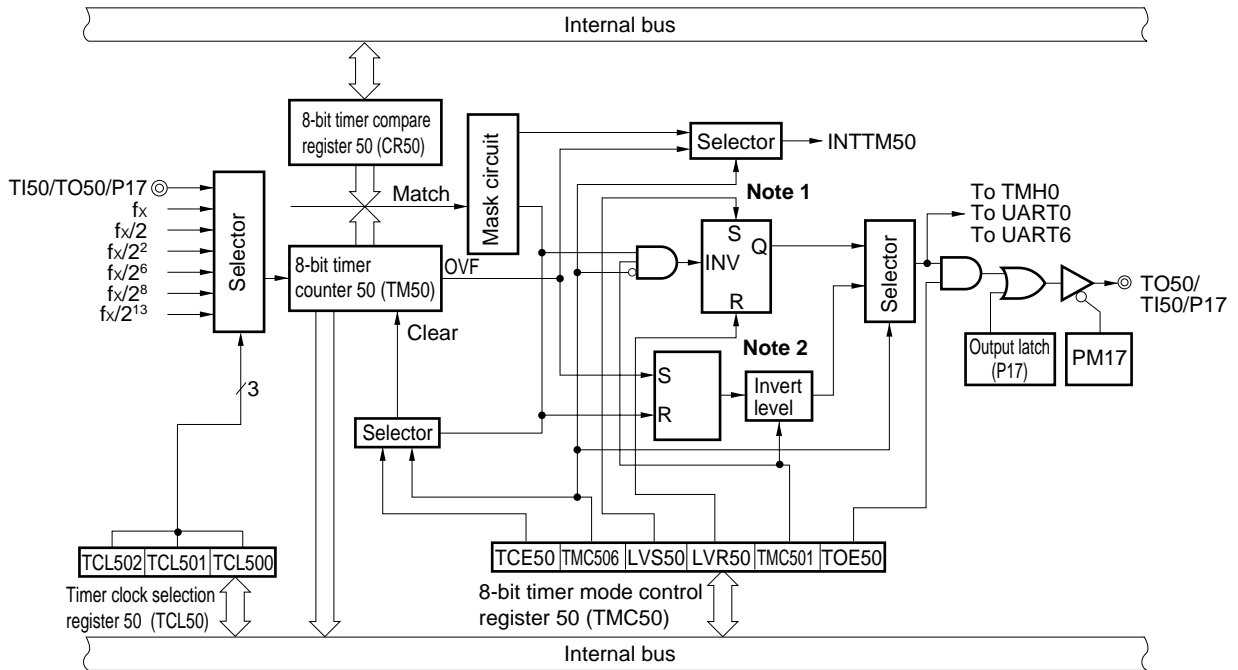 Internal bus
8-bit timer compare
register 50 (CR50)
Mask circuit
Selector
INTTM50
TI50/TO50/P17
Match
Note 1
To TMH0
To UART0
To UART6
fX
fX/2
fX/2²
fX/2⁶
fX/2⁸
fX/2¹³
Selector
8-bit timer
counter 50 (TM50)
OVF
S
Q
INV
R
Selector
TO50/
TI50/P17
Clear
Note 2
Output latch
(P17)
PM17
3
S
R
Invert
level
Selector
TCL502 TCL501 TCL500
Timer clock selection
register 50 (TCL50)
TCE50 TMC506 LVS50 LVR50 TMC501 TOE50
8-bit timer mode control
register 50 (TMC50)
Internal bus